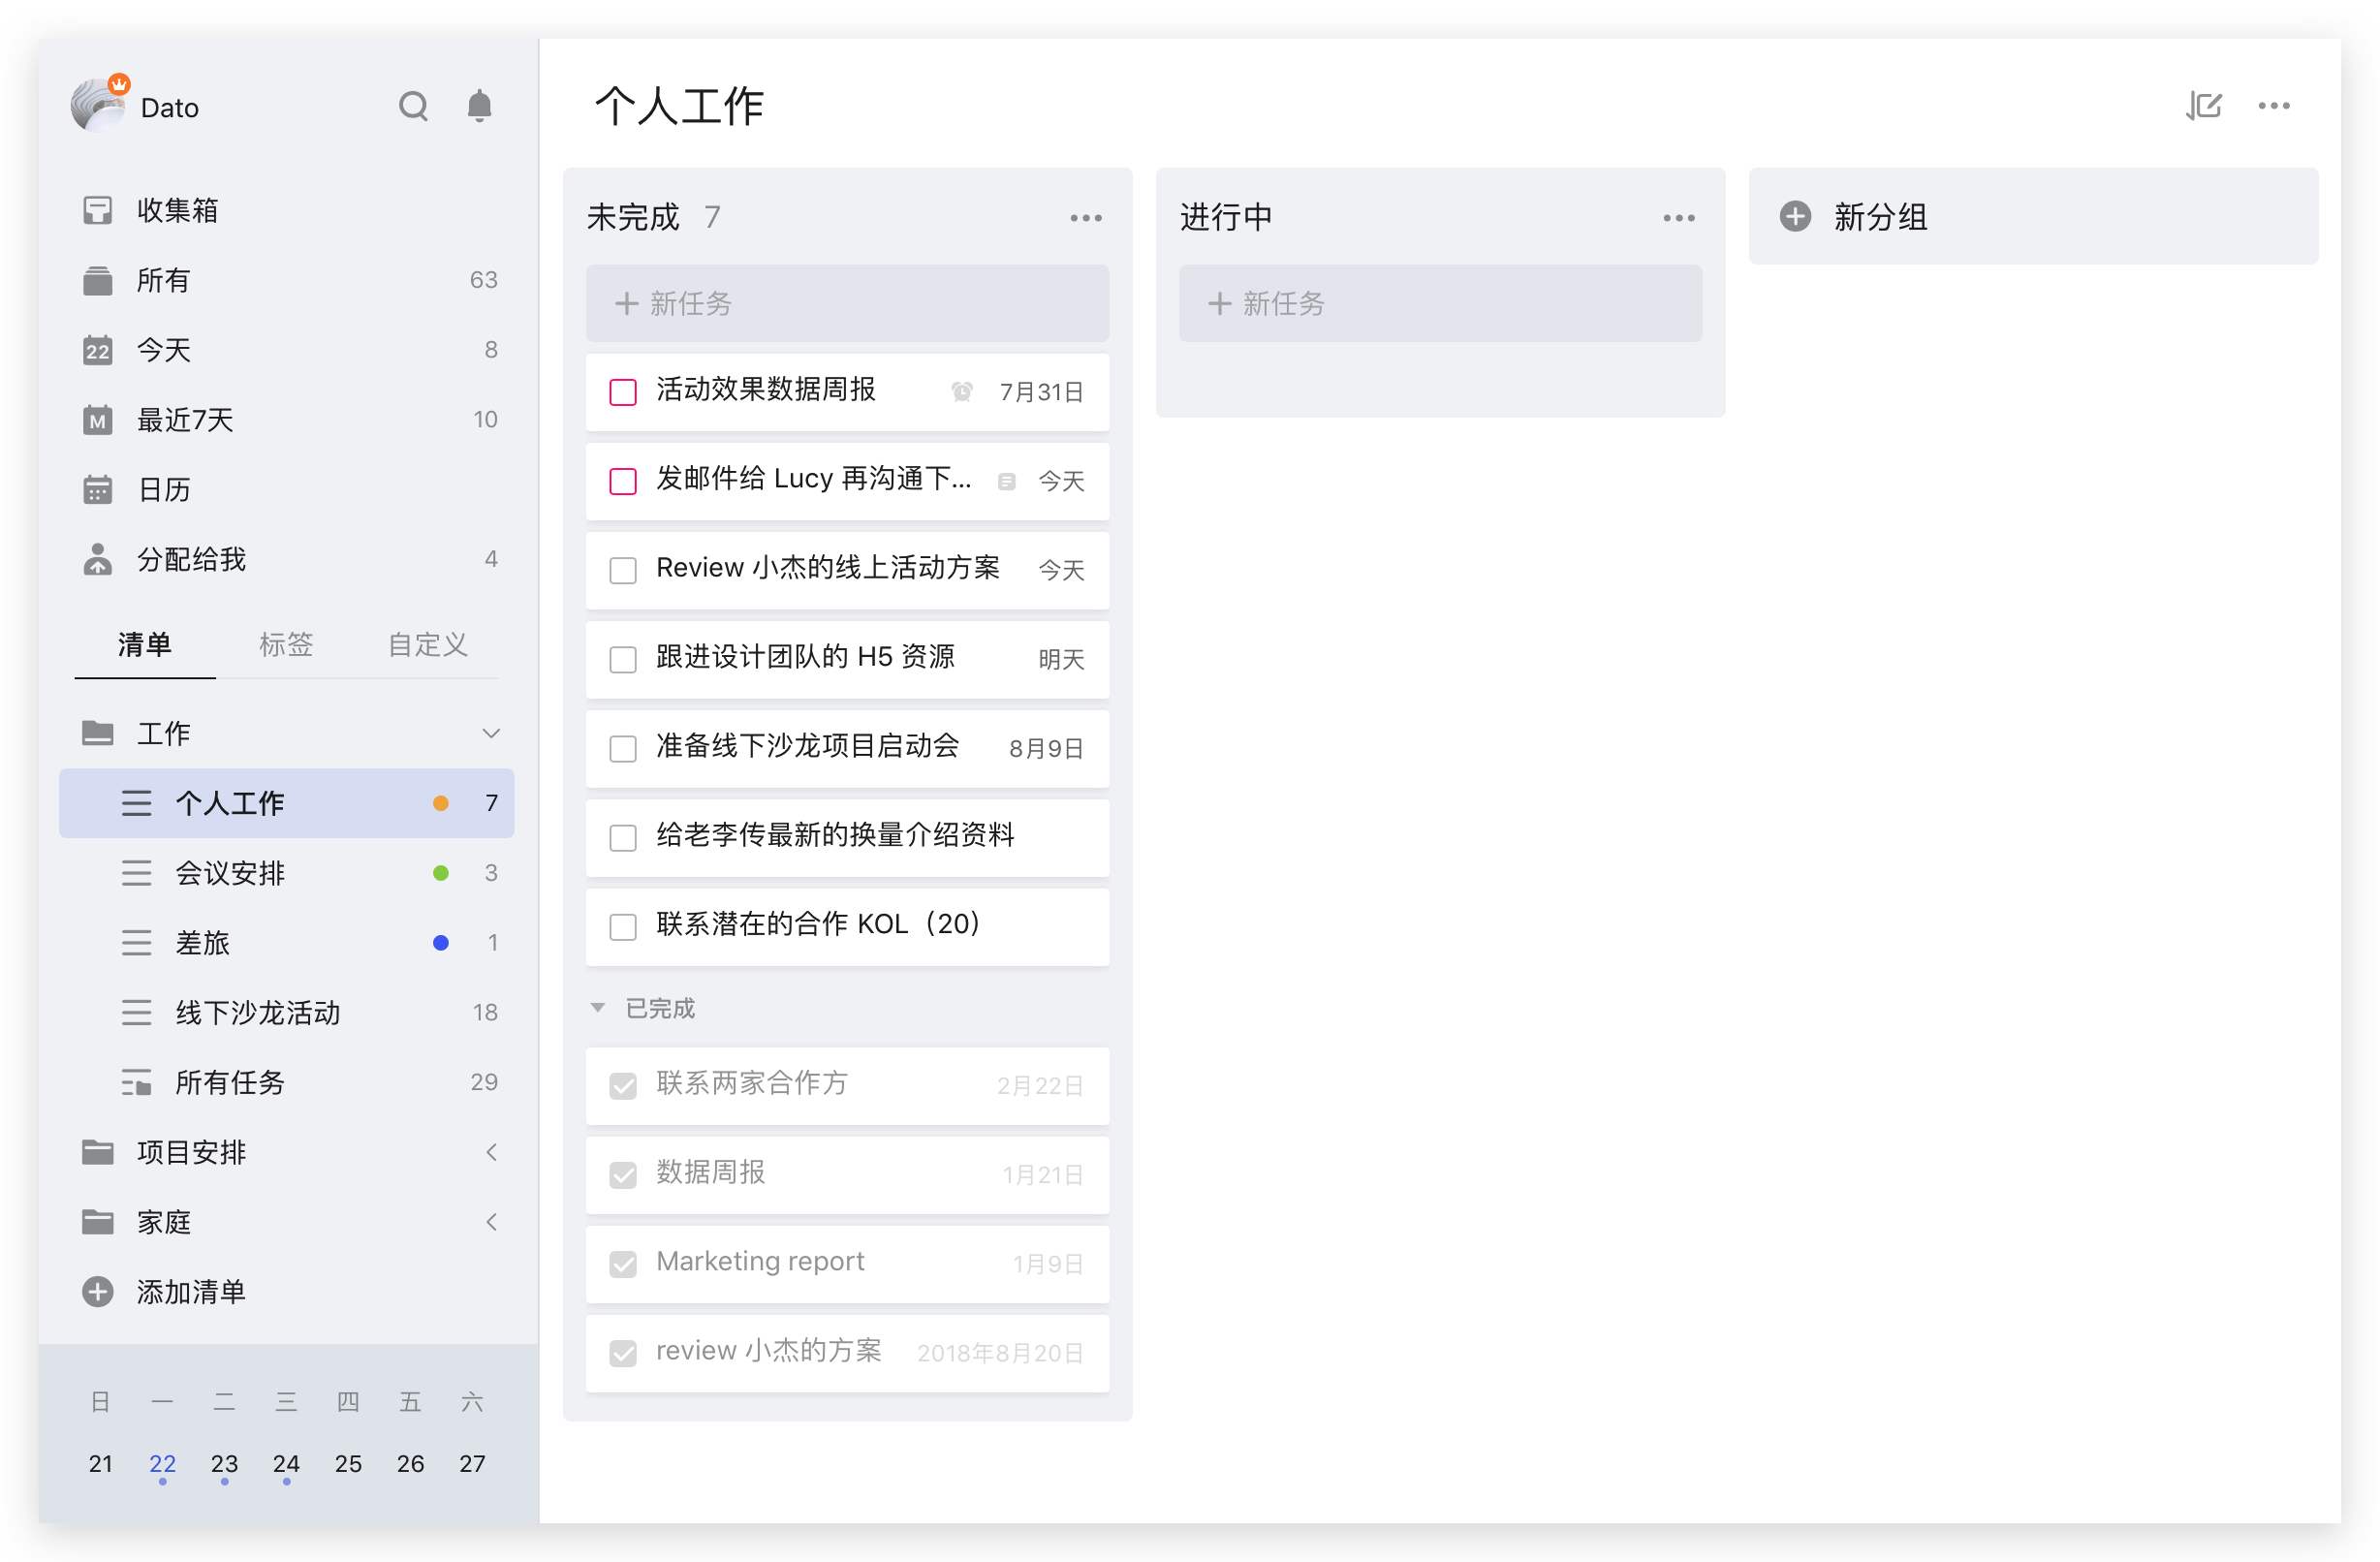 Dato
收集箱
所有 63
22 今天 8
M 最近7天 10
日历
分配给我 4
清单 标签 自定义
工作
个人工作 7
会议安排 3
差旅 1
线下沙龙活动 18
所有任务 29
项目安排
家庭
添加清单
日 一 二 三 四 五 六
21 22 23 24 25 26 27
个人工作
未完成 7
新任务
活动效果数据周报 7月31日
发邮件给 Lucy 再沟通下... 今天
Review 小杰的线上活动方案 今天
跟进设计团队的 H5 资源 明天
准备线下沙龙项目启动会 8月9日
给老李传最新的换量介绍资料
联系潜在的合作 KOL（20）
已完成
联系两家合作方 2月22日
数据周报 1月21日
Marketing report 1月9日
review 小杰的方案 2018年8月20日
进行中
新任务
新分组